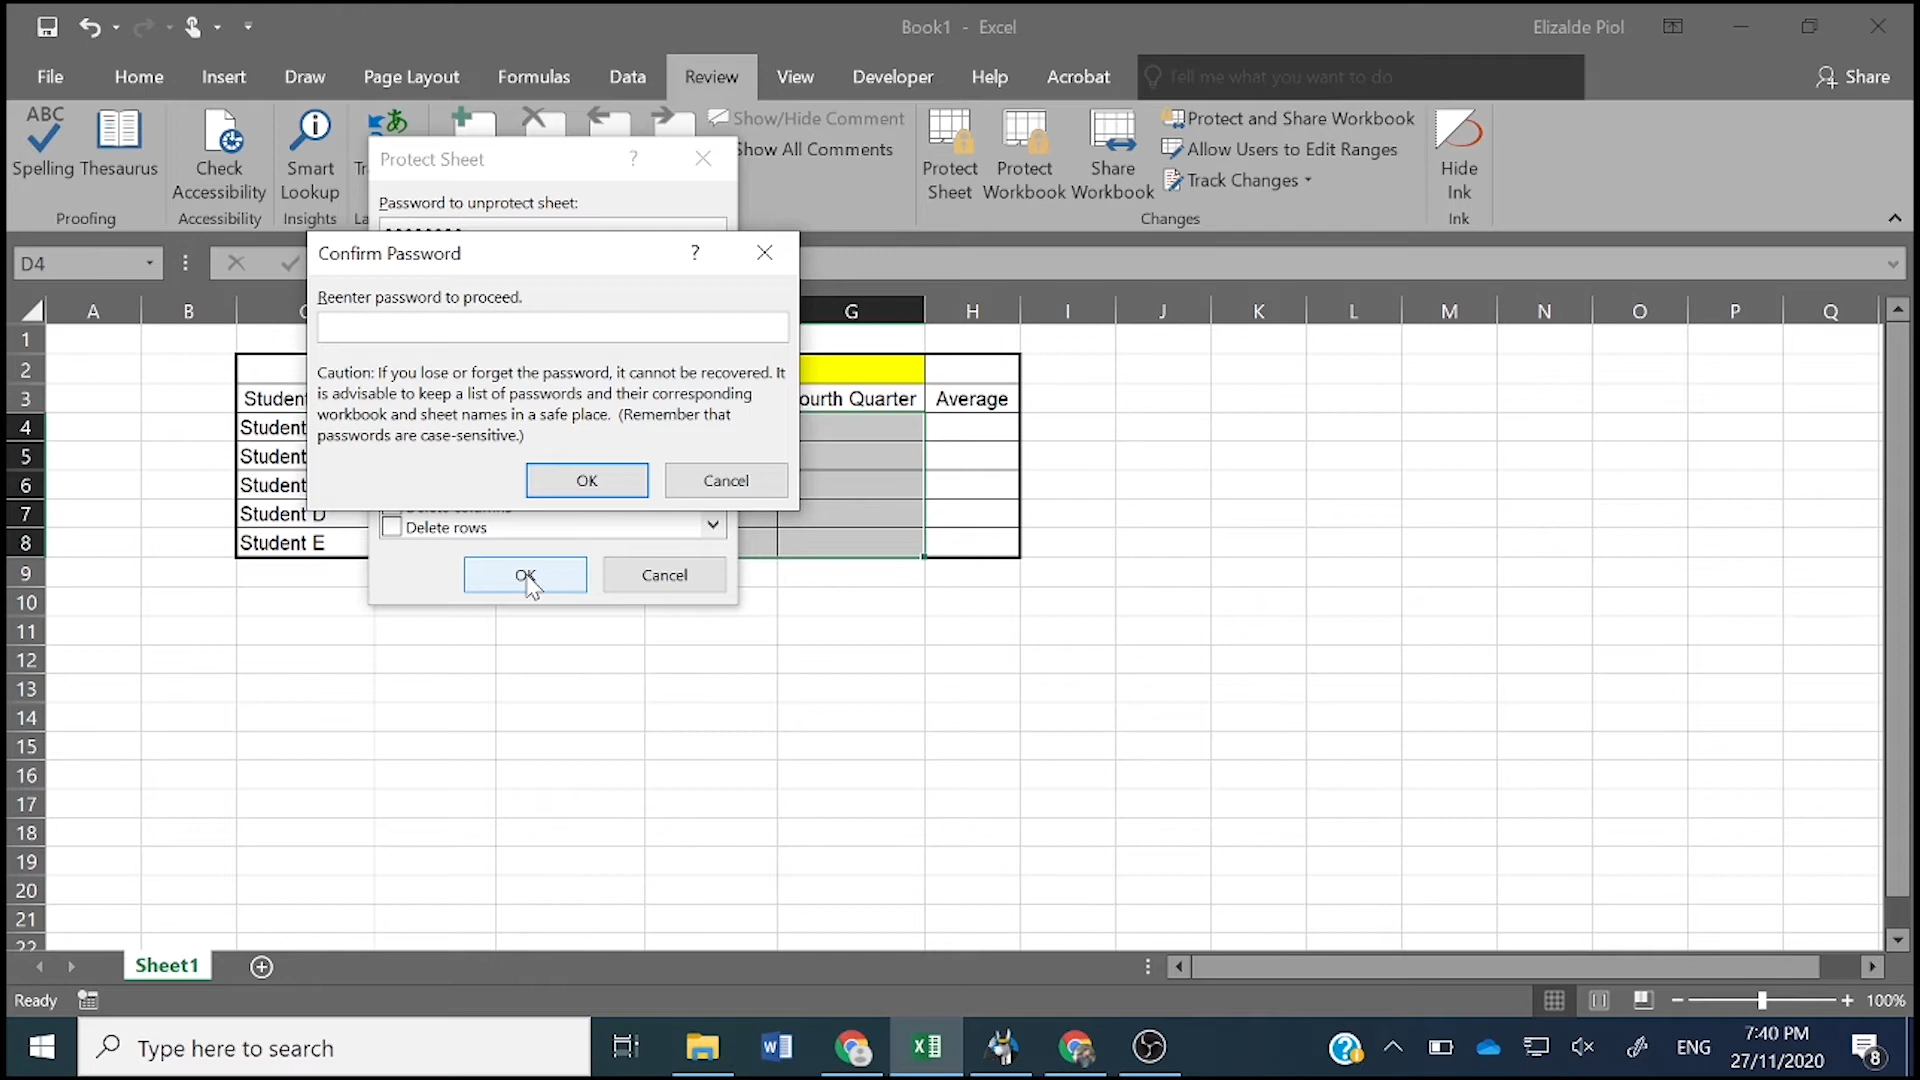 Book1 - Excel
Elizalde Piol
File Home Insert Draw Page Layout Formulas Data Review View Developer Help Acrobat Tell me what you want to do Share
ABC
Spelling
Thesaurus
Proofing
Check
Accessibility
Accessibility
Smart
Lookup
Insights
Show/Hide Comment
Show All Comments
Protect
Sheet
Protect
Workbook
Share
Workbook
Protect and Share Workbook
Allow Users to Edit Ranges
Track Changes
Changes
Hide
Ink
Ink
Protect Sheet ?
Password to unprotect sheet:
D4
Confirm Password ?
Reenter password to proceed.
Caution: If you lose or forget the password, it cannot be recovered. It
is advisable to keep a list of passwords and their corresponding
workbook and sheet names in a safe place. (Remember that
passwords are case-sensitive.)
OK Cancel
Delete rows
OK Cancel
A B G H I J K L M N O P Q
1
2
3 Student ourth Quarter Average
4 Student
5 Student
6 Student
7 Student D
8 Student E
9
10
11
12
13
14
15
16
17
18
19
20
21
22
Sheet1
Ready
100%
Type here to search
ENG
7:40 PM
27/11/2020
8